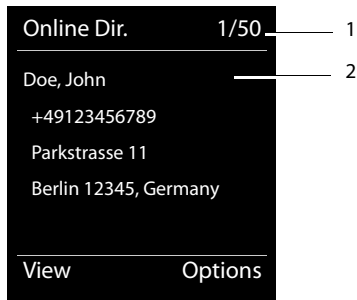 Online Dir. 1/50 1
2
Doe, John
+49123456789
Parkstrasse 11
Berlin 12345, Germany
View Options